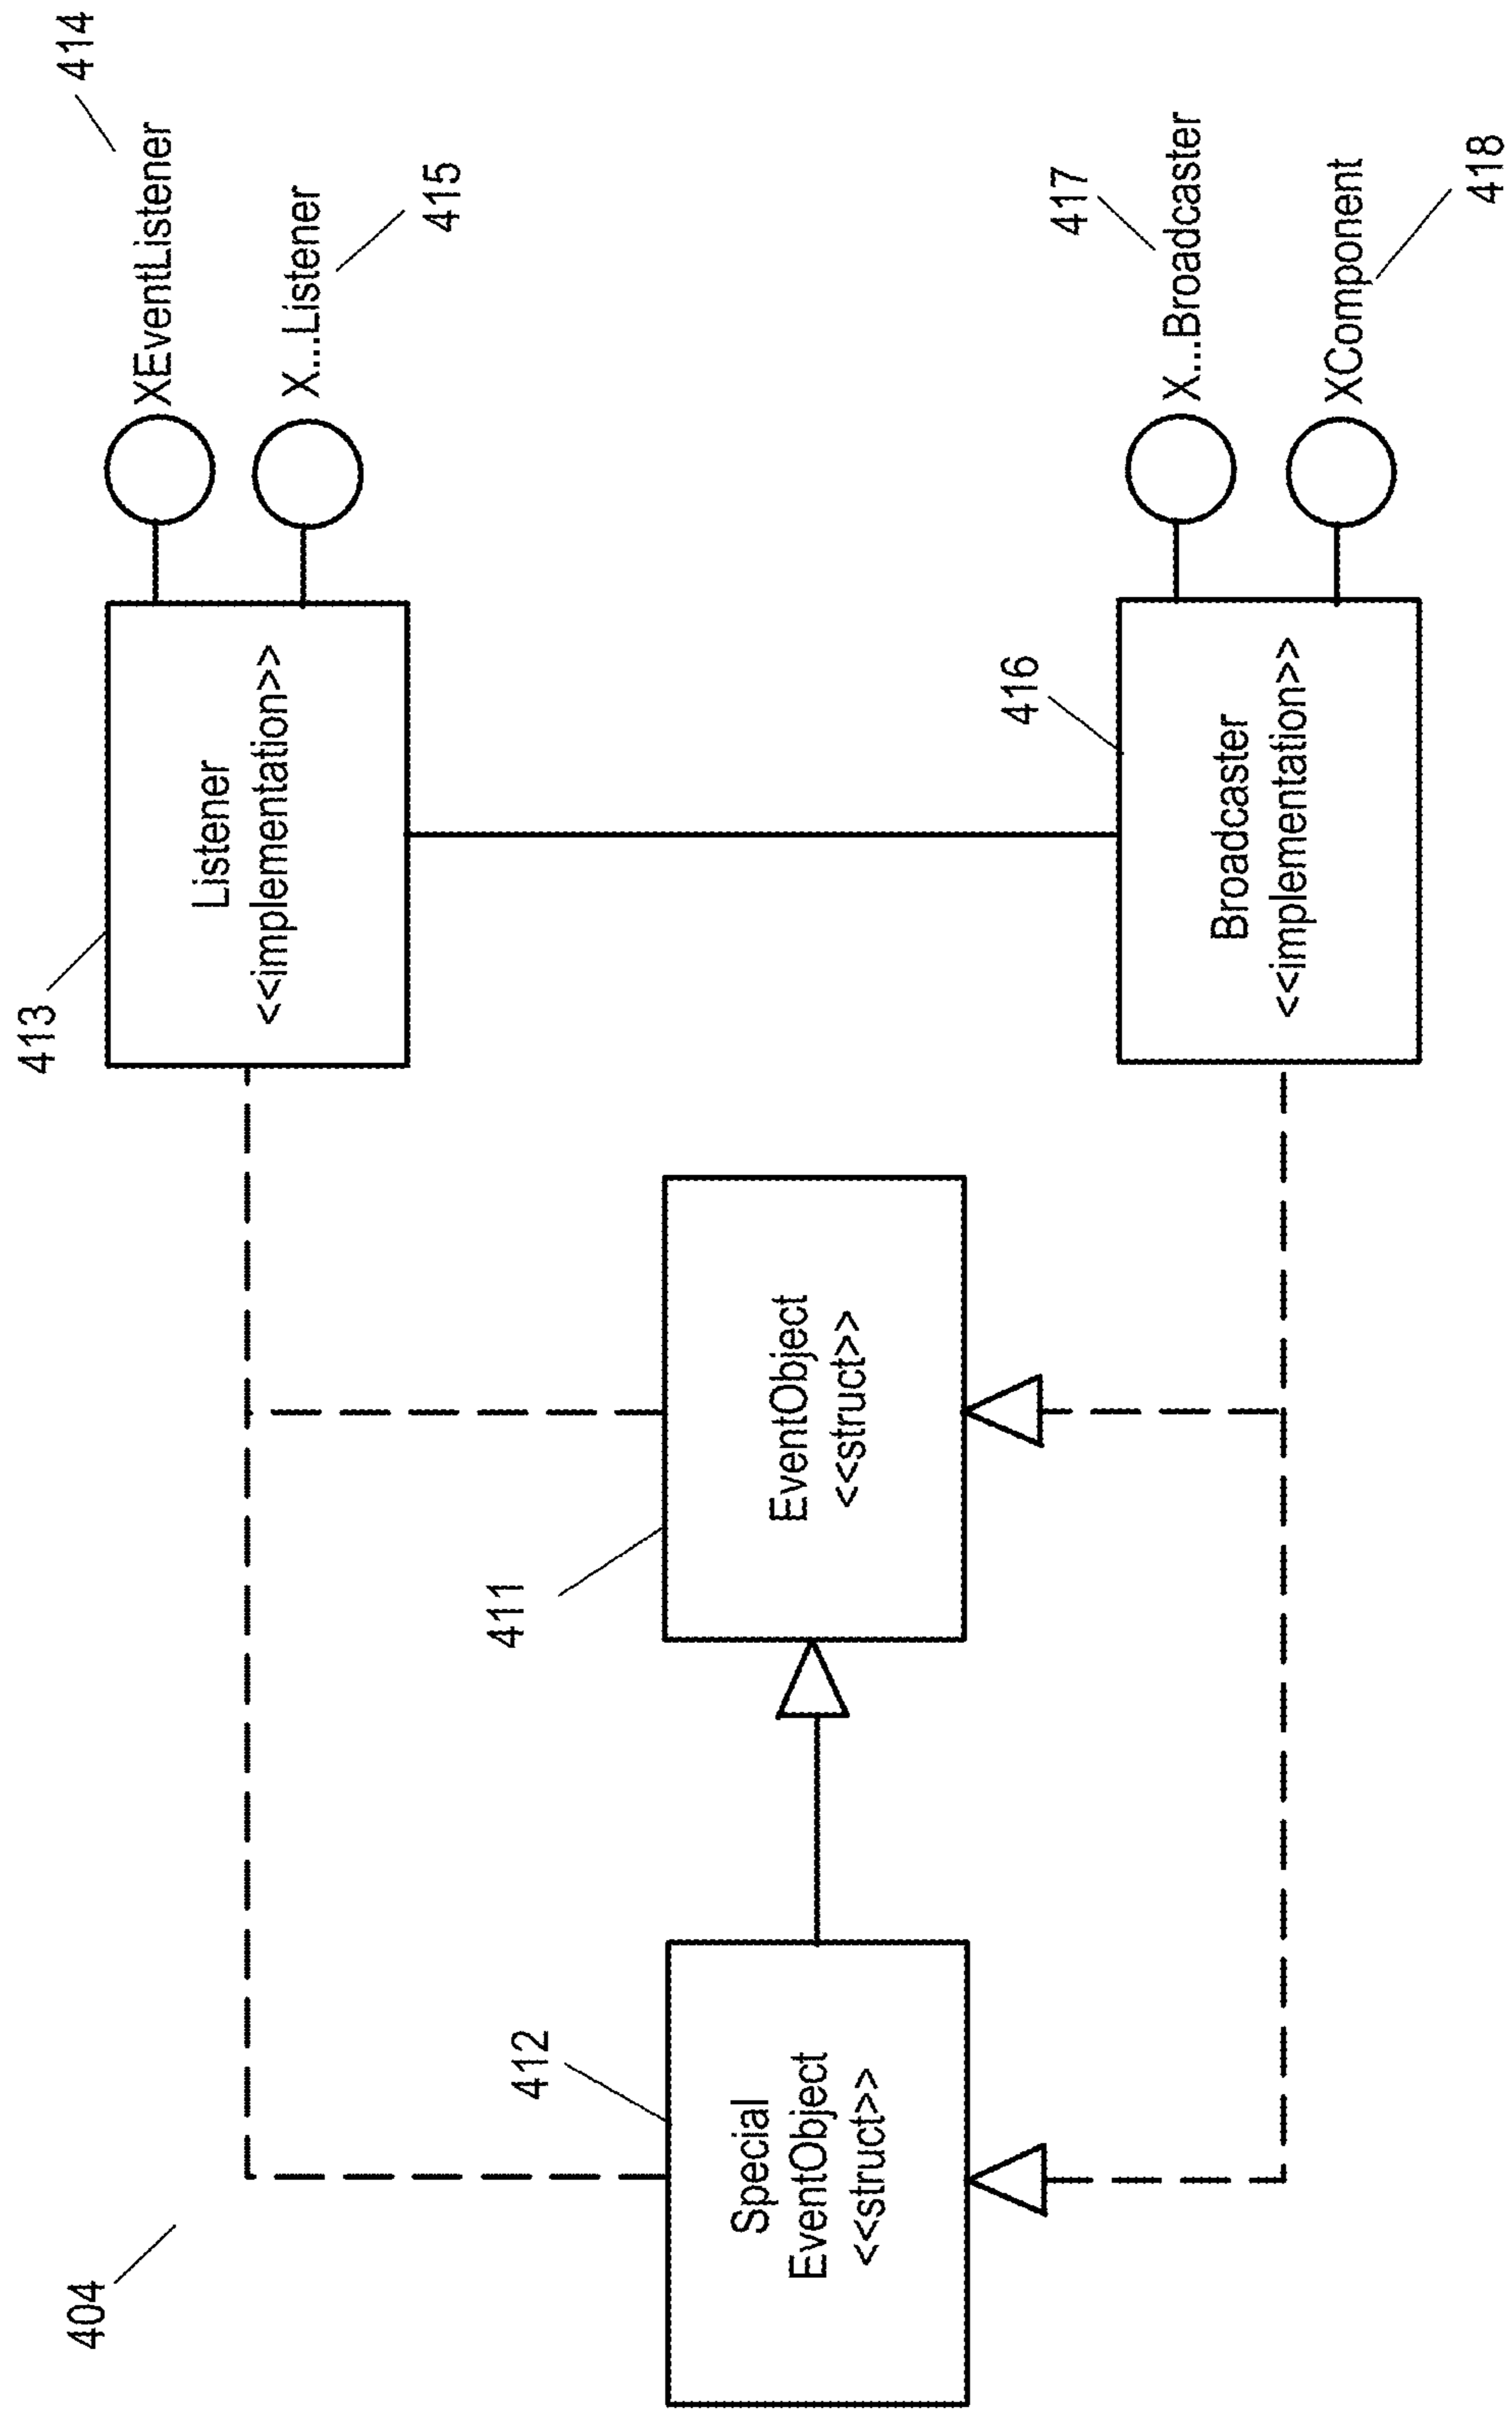 404
412
Special
EventObject
<<struct>>
411
EventObject
<<struct>>
413
Listener
<<implementation>>
XEventListener
414
X...Listener
415
416
Broadcaster
<<implementation>>
417
X...Broadcaster
XComponent
418